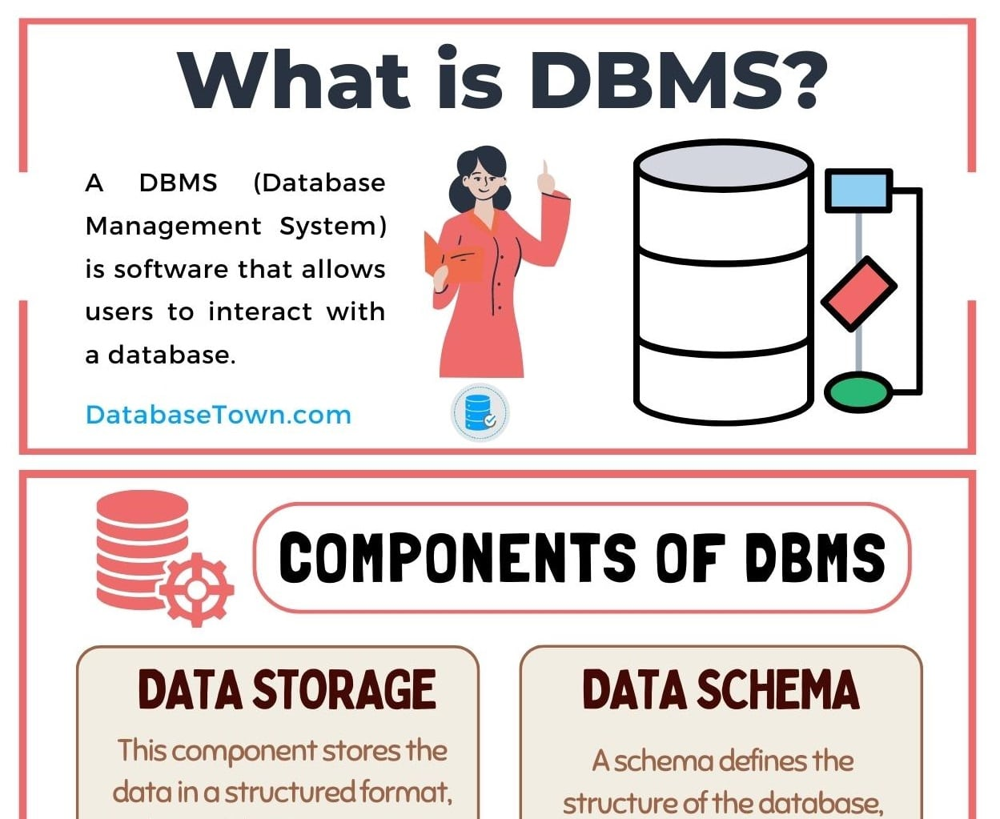 What is DBMS?
A DBMS (Database
Management System)
is software that allows
users to interact with
a database.
DatabaseTown.com
COMPONENTS OF DBMS
DATA STORAGE
This component stores the
data in a structured format,
DATA SCHEMA
A schema defines the
structure of the database,